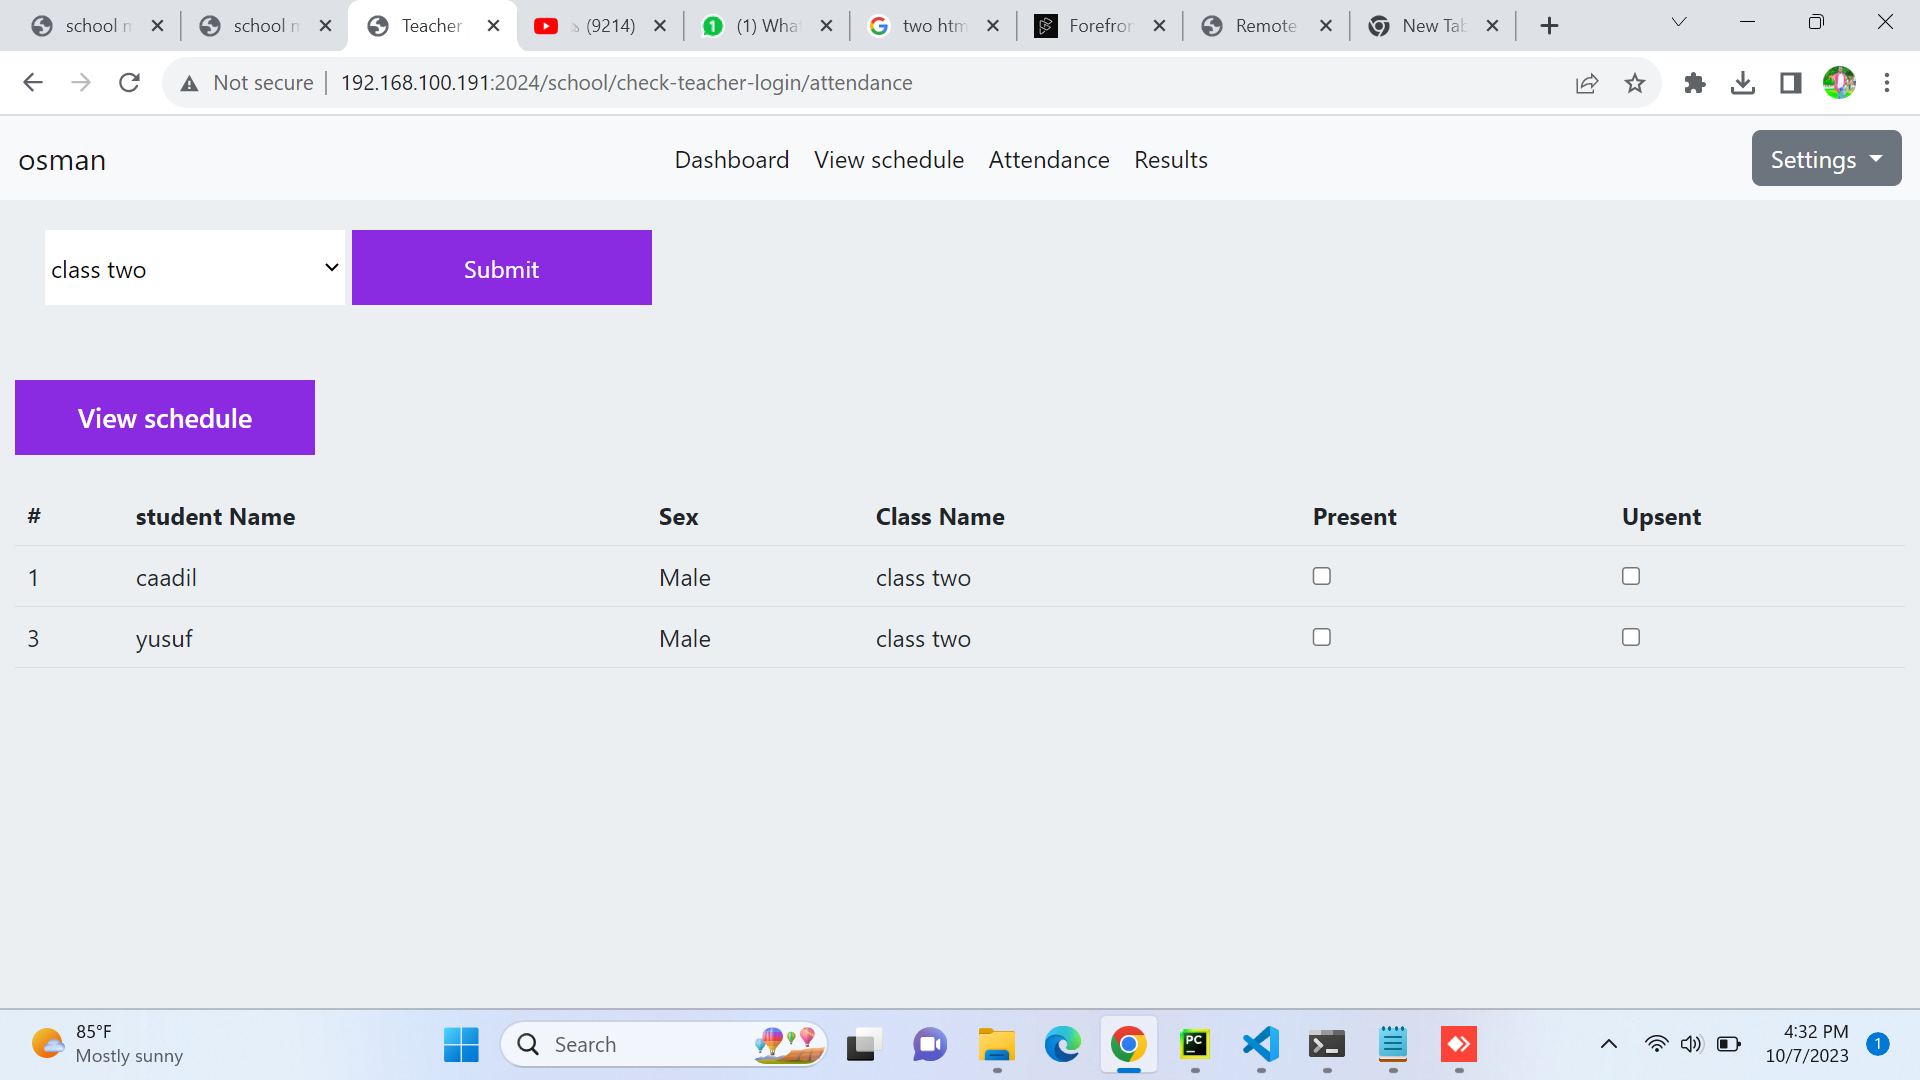 school m
school m
Teacher
(9214)
(1) What
two htm
Forefron
Remote
New Tab
Not secure
192.168.100.191:2024/school/check-teacher-login/attendance
osman
Dashboard
View schedule
Attendance
Results
Settings
class two
Submit
View schedule
# student Name Sex Class Name Present Upsent
1 caadil Male class two
3 yusuf Male class two
85°F
Mostly sunny
Search
PC
4:32 PM
10/7/2023
1